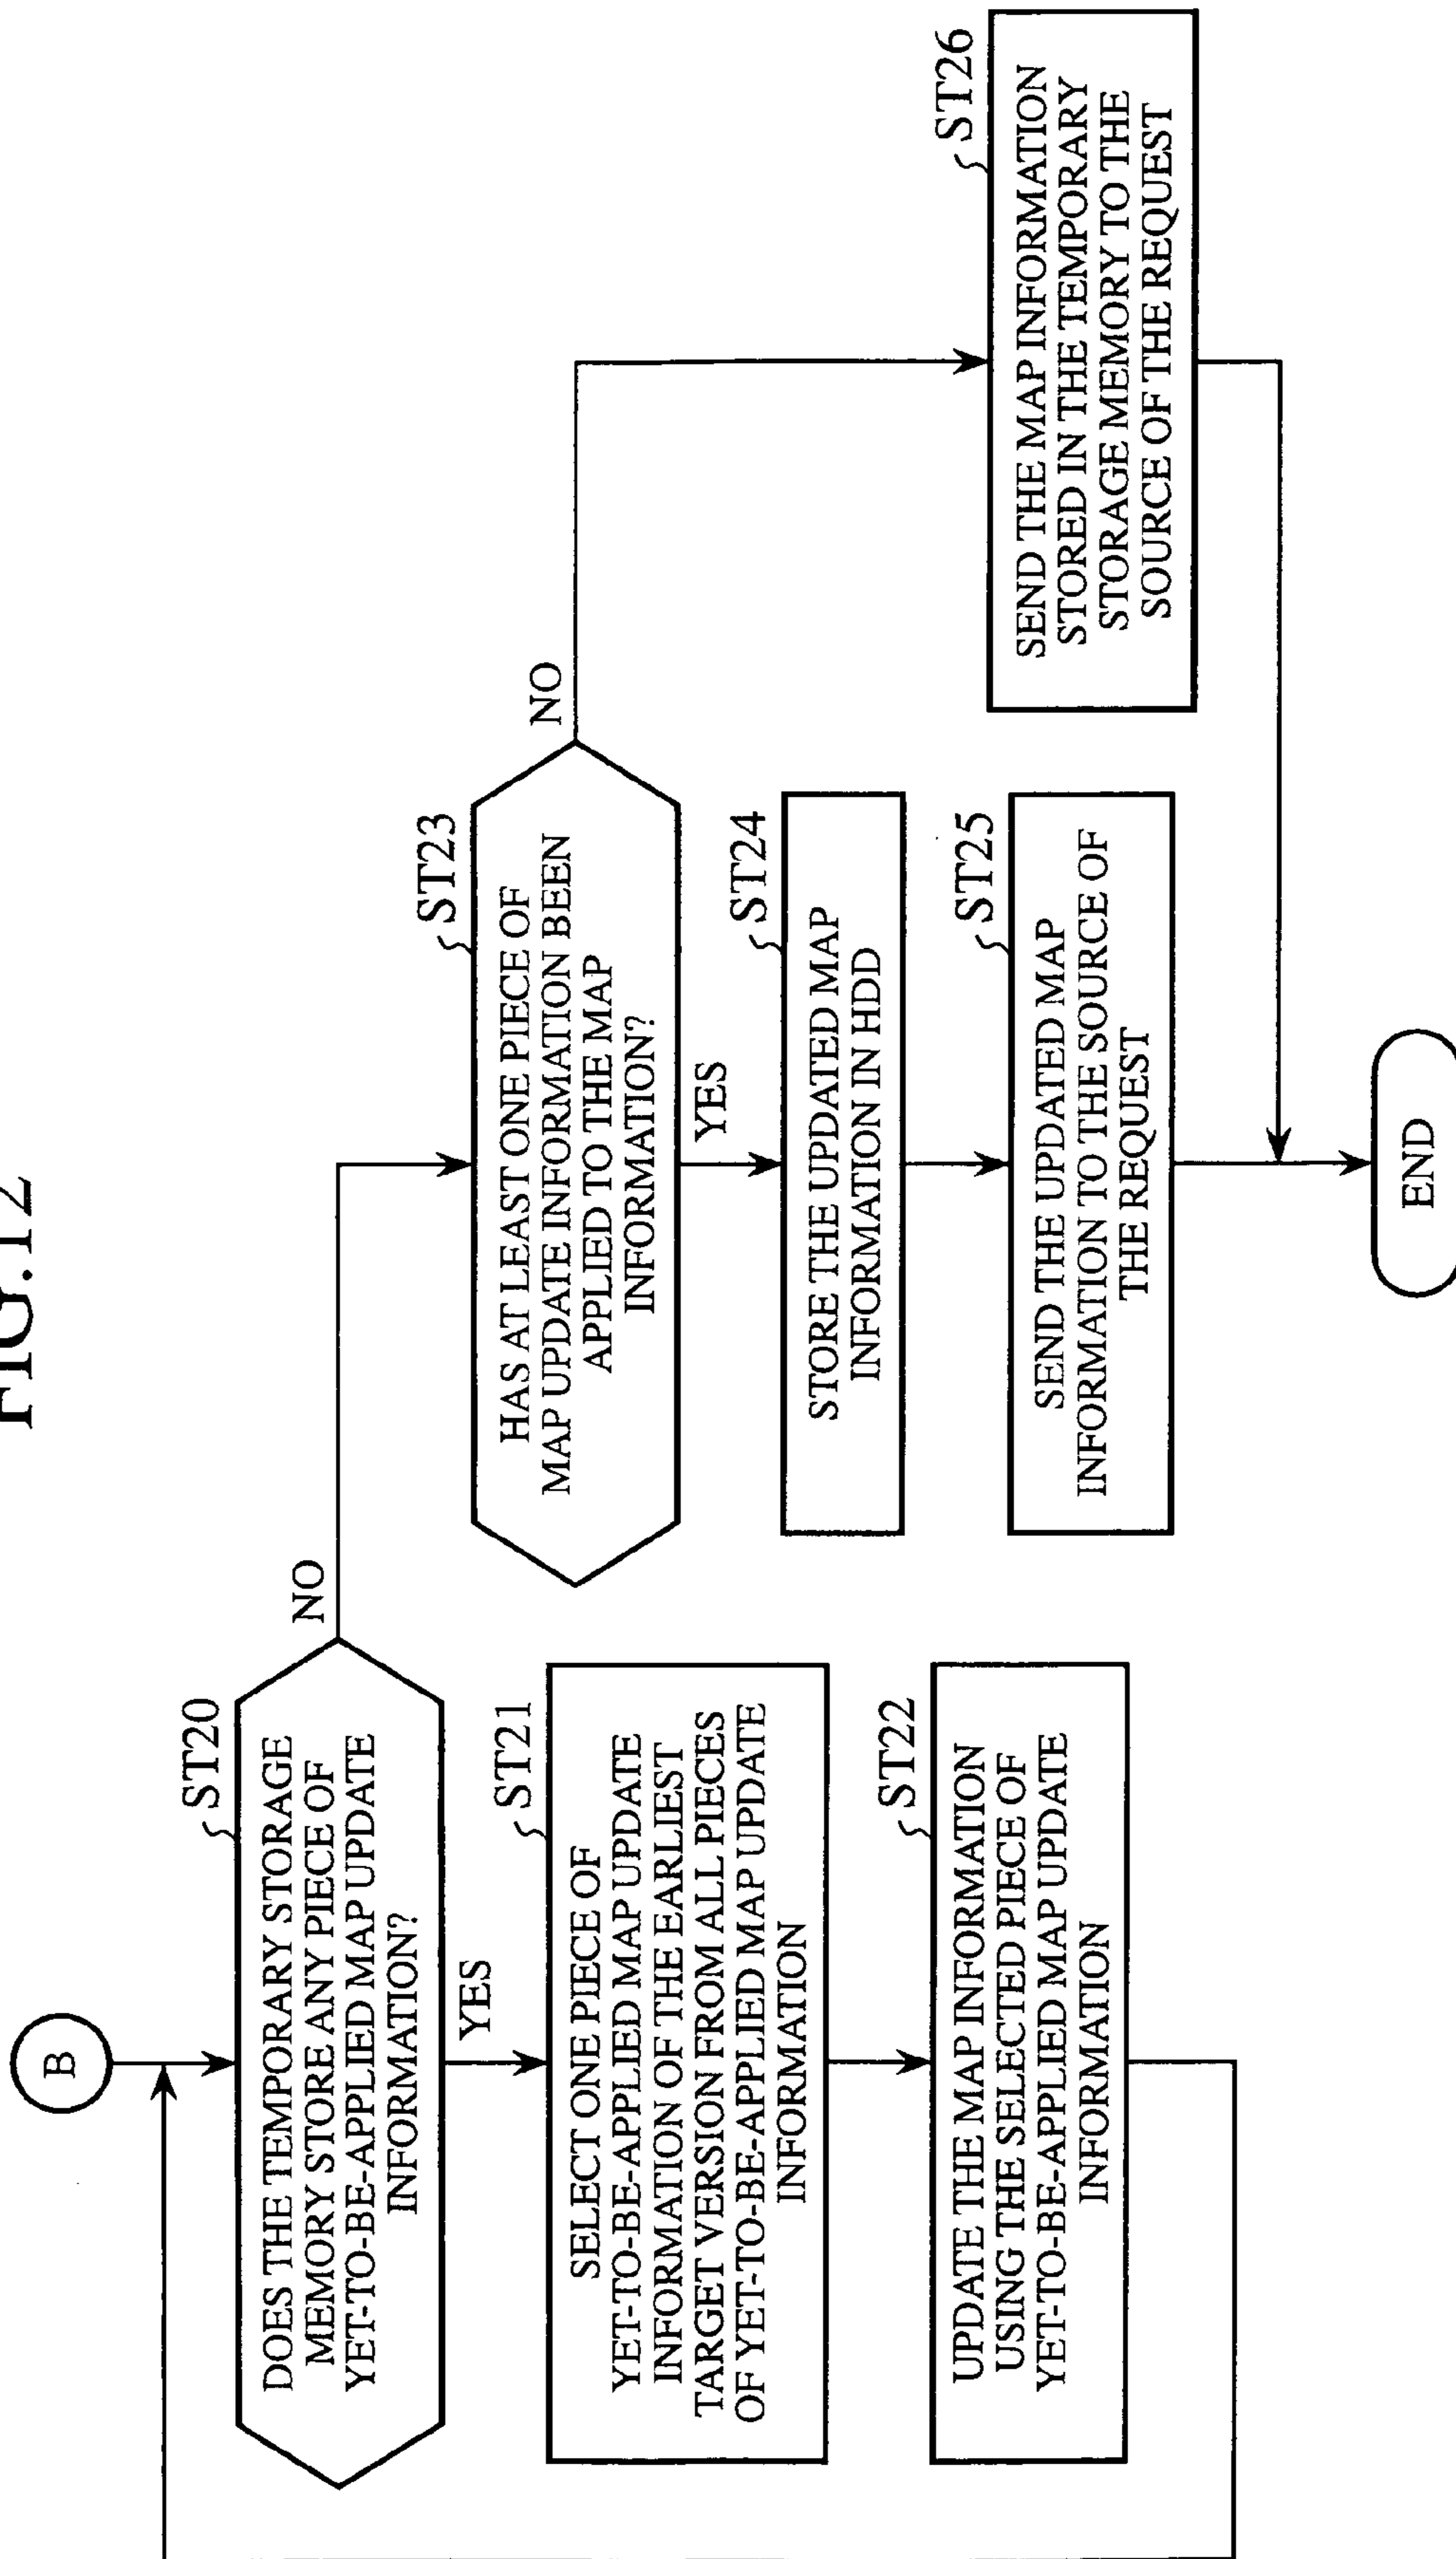 FIG.12
B
ST20
DOES THE TEMPORARY STORAGE
MEMORY STORE ANY PIECE OF
YET-TO-BE-APPLIED MAP UPDATE
INFORMATION?
NO
YES
ST21
SELECT ONE PIECE OF
YET-TO-BE-APPLIED MAP UPDATE
INFORMATION OF THE EARLIEST
TARGET VERSION FROM ALL PIECES
OF YET-TO-BE-APPLIED MAP UPDATE
INFORMATION
ST22
UPDATE THE MAP INFORMATION
USING THE SELECTED PIECE OF
YET-TO-BE-APPLIED MAP UPDATE
INFORMATION
ST23
HAS AT LEAST ONE PIECE OF
MAP UPDATE INFORMATION BEEN
APPLIED TO THE MAP
INFORMATION?
NO
YES
ST24
STORE THE UPDATED MAP
INFORMATION IN HDD
ST25
SEND THE UPDATED MAP
INFORMATION TO THE SOURCE OF
THE REQUEST
ST26
SEND THE MAP INFORMATION
STORED IN THE TEMPORARY
STORAGE MEMORY TO THE
SOURCE OF THE REQUEST
END